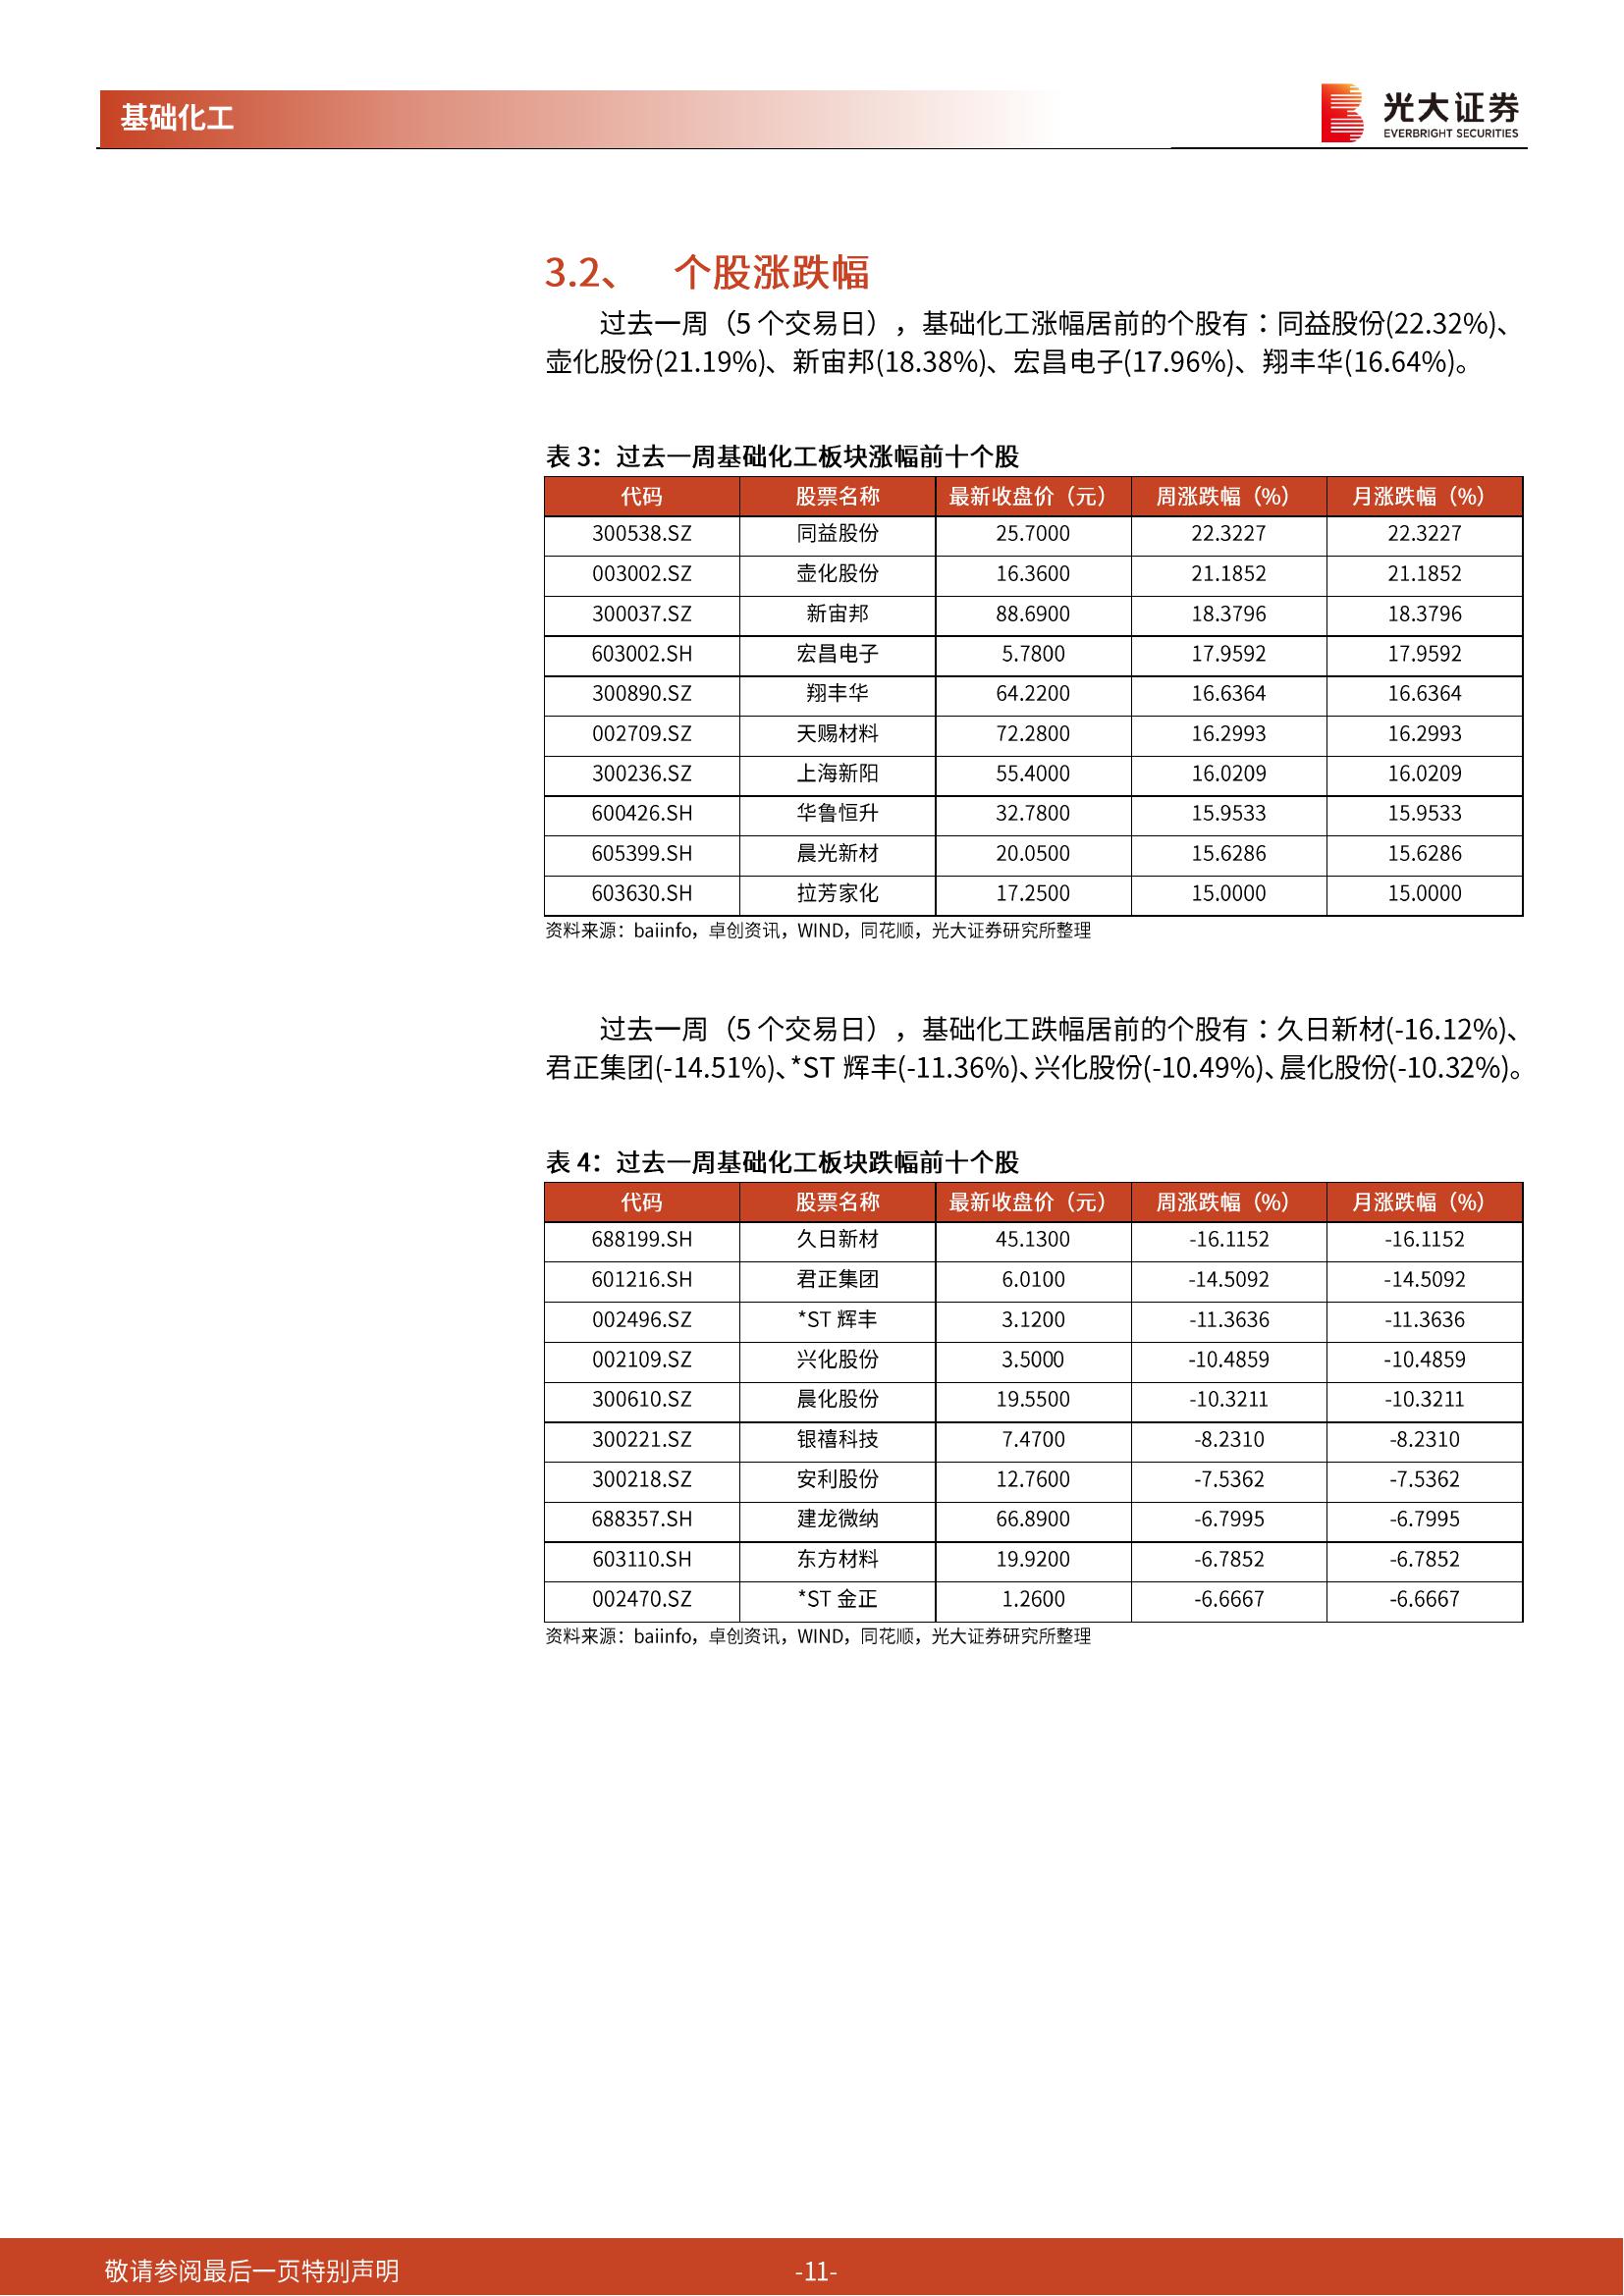 基础化工
光大证券
EVERBRIGHT SECURITIES
3.2、 个股涨跌幅
过去一周（5 个交易日），基础化工涨幅居前的个股有：同益股份(22.32%)、
壶化股份(21.19%)、新宙邦(18.38%)、宏昌电子(17.96%)、翔丰华(16.64%)。
表 3：过去一周基础化工板块涨幅前十个股
代码 股票名称 最新收盘价（元） 周涨跌幅（%） 月涨跌幅（%）
300538.SZ 同益股份 25.7000 22.3227 22.3227
003002.SZ 壶化股份 16.3600 21.1852 21.1852
300037.SZ 新宙邦 88.6900 18.3796 18.3796
603002.SH 宏昌电子 5.7800 17.9592 17.9592
300890.SZ 翔丰华 64.2200 16.6364 16.6364
002709.SZ 天赐材料 72.2800 16.2993 16.2993
300236.SZ 上海新阳 55.4000 16.0209 16.0209
600426.SH 华鲁恒升 32.7800 15.9533 15.9533
605399.SH 晨光新材 20.0500 15.6286 15.6286
603630.SH 拉芳家化 17.2500 15.0000 15.0000
资料来源：baiinfo，卓创资讯，WIND，同花顺，光大证券研究所整理
过去一周（5 个交易日），基础化工跌幅居前的个股有：久日新材(-16.12%)、
君正集团(-14.51%)、*ST 辉丰(-11.36%)、兴化股份(-10.49%)、晨化股份(-10.32%)。
表 4：过去一周基础化工板块跌幅前十个股
代码 股票名称 最新收盘价（元） 周涨跌幅（%） 月涨跌幅（%）
688199.SH 久日新材 45.1300 -16.1152 -16.1152
601216.SH 君正集团 6.0100 -14.5092 -14.5092
002496.SZ *ST 辉丰 3.1200 -11.3636 -11.3636
002109.SZ 兴化股份 3.5000 -10.4859 -10.4859
300610.SZ 晨化股份 19.5500 -10.3211 -10.3211
300221.SZ 银禧科技 7.4700 -8.2310 -8.2310
300218.SZ 安利股份 12.7600 -7.5362 -7.5362
688357.SH 建龙微纳 66.8900 -6.7995 -6.7995
603110.SH 东方材料 19.9200 -6.7852 -6.7852
002470.SZ *ST 金正 1.2600 -6.6667 -6.6667
资料来源：baiinfo，卓创资讯，WIND，同花顺，光大证券研究所整理
敬请参阅最后一页特别声明 -11-